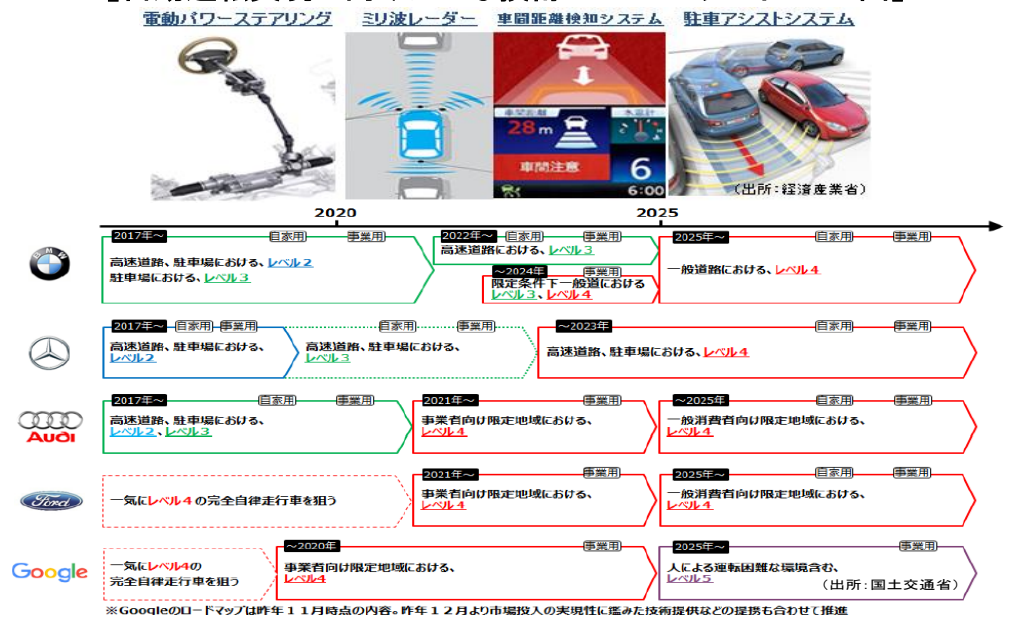 電動パワーステアリング
ミリ波レーダー
車間距離検知システム
駐車アシストシステム
車間距離
28m
車間注意
水温計
6
6:00
（出所：経済産業省）
2020
2025
BMW
2017年～
自家用
事業用
高速道路、駐車場における、レベル２
駐車場における、レベル３
2022年～
自家用
事業用
高速道路における、レベル３
～2024年
事業用
限定条件下一般道における
レベル３、レベル４
2025年～
自家用
事業用
一般道路における、レベル４
2017年～
自家用
事業用
高速道路、駐車場における、
レベル２
自家用
事業用
高速道路、駐車場における、
レベル３
～2023年
自家用
事業用
高速道路、駐車場における、レベル４
Audi
2017年～
自家用
事業用
高速道路、駐車場における、
レベル２、レベル３
2021年～
事業用
事業者向け限定地域における、
レベル４
～2025年
自家用
事業用
一般消費者向け限定地域における、
レベル４
Ford
一気にレベル４の完全自律走行車を狙う
2021年～
事業用
事業者向け限定地域における、
レベル４
2025年～
自家用
事業用
一般消費者向け限定地域における、
レベル４
Google
一気にレベル4の
完全自律走行車を狙う
～2020年
事業用
事業者向け限定地域における、
レベル4
2025年～
事業用
人による運転困難な環境含む、
レベル５
（出所：国土交通省）
※Googleのロードマップは昨年１１月時点の内容。昨年１２月より市場投入の実現性に鑑みた技術提供などの提携も合わせて推進